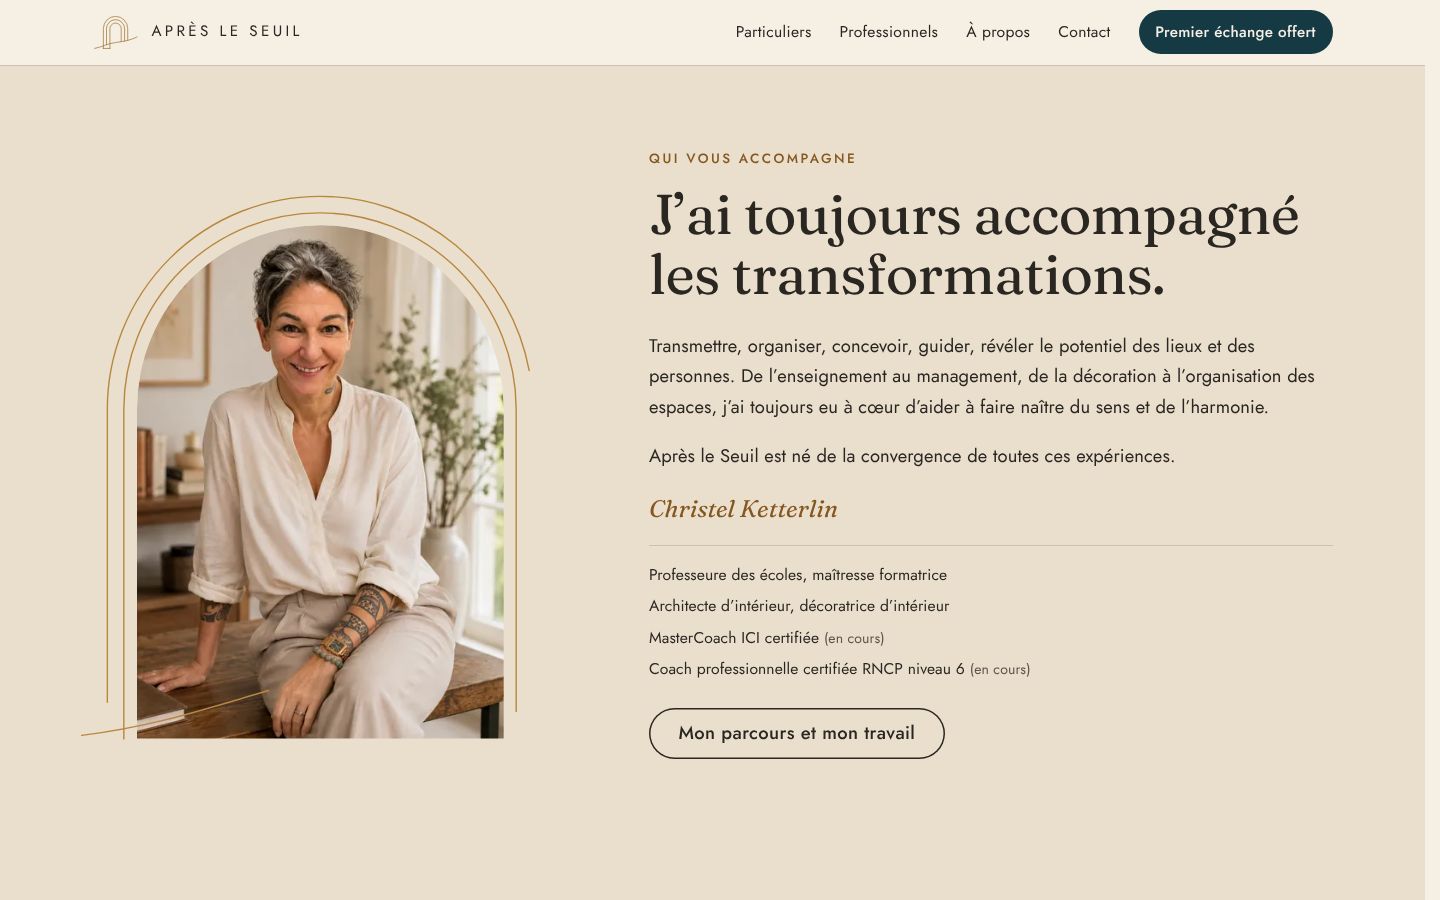 APRÈS LE SEUIL
Particuliers
Professionnels
À propos
Contact
Premier échange offert
QUI VOUS ACCOMPAGNE
J’ai toujours accompagné
les transformations.
Transmettre, organiser, concevoir, guider, révéler le potentiel des lieux et des
personnes. De l’enseignement au management, de la décoration à l’organisation des
espaces, j’ai toujours eu à cœur d’aider à faire naître du sens et de l’harmonie.
Après le Seuil est né de la convergence de toutes ces expériences.
Christel Ketterlin
Professeure des écoles, maîtresse formatrice
Architecte d’intérieur, décoratrice d’intérieur
MasterCoach ICI certifiée (en cours)
Coach professionnelle certifiée RNCP niveau 6 (en cours)
Mon parcours et mon travail